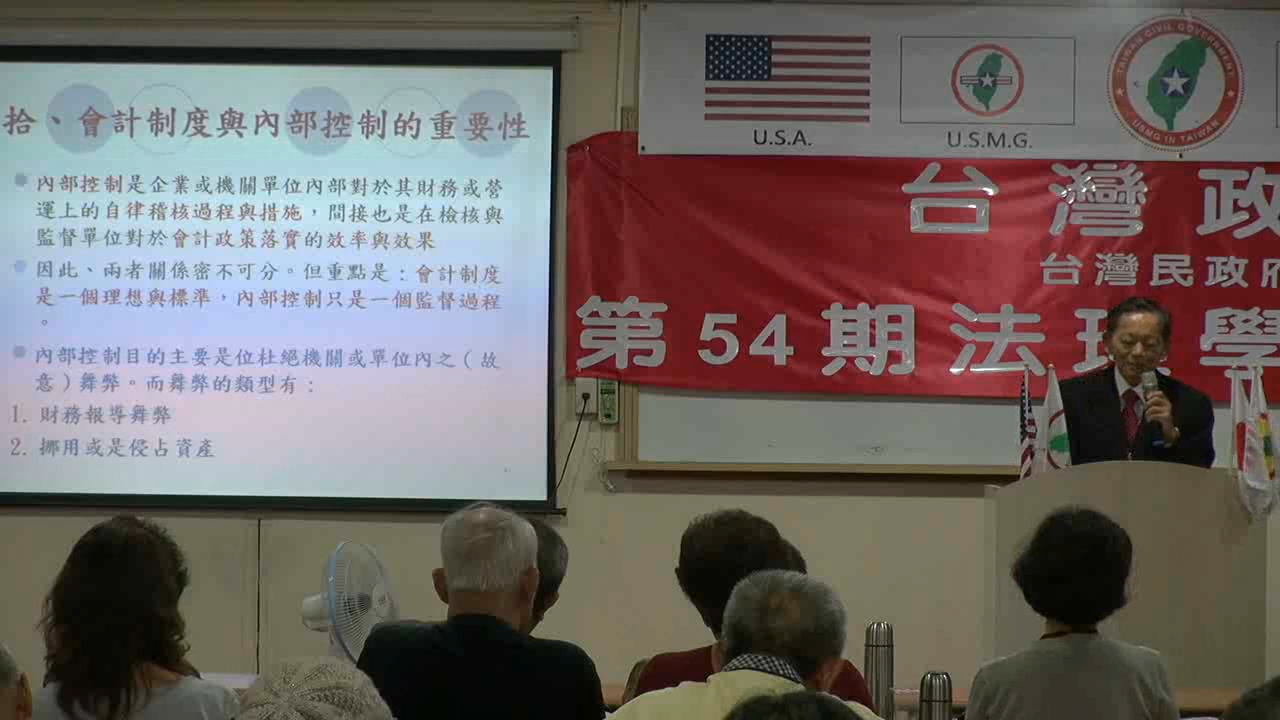 拾、會計制度與內部控制的重要性
內部控制是企業或機關單位內部對於其財務或營
運上的自律稽核過程與措施，間接也是在檢核與
監督單位對於會計政策落實的效率與效果
因此、兩者關係密不可分。但重點是：會計制度
是一個理想與標準，內部控制只是一個監督過程
。
內部控制目的主要是位杜絕機關或單位內之（故
意）舞弊。而舞弊的類型有：
1. 財務報導舞弊
2. 挪用或是侵占資產
U.S.A.
U.S.M.G.
TAIWAN CIVIL GOVERNMENT
USMG IN TAIWAN
台灣政
台灣民政府
第54期法理學